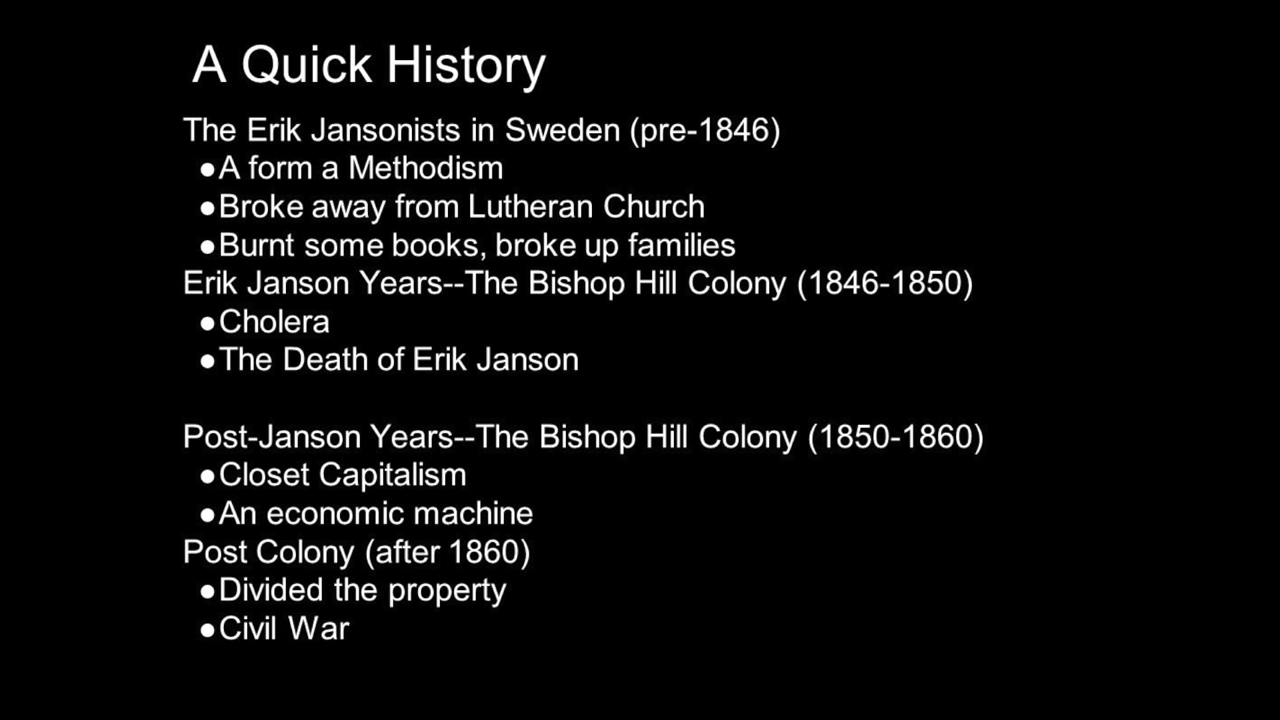 A Quick History
The Erik Jansonists in Sweden (pre-1846)
●A form a Methodism
●Broke away from Lutheran Church
●Burnt some books, broke up families
Erik Janson Years--The Bishop Hill Colony (1846-1850)
●Cholera
●The Death of Erik Janson
Post-Janson Years--The Bishop Hill Colony (1850-1860)
●Closet Capitalism
●An economic machine
Post Colony (after 1860)
●Divided the property
●Civil War